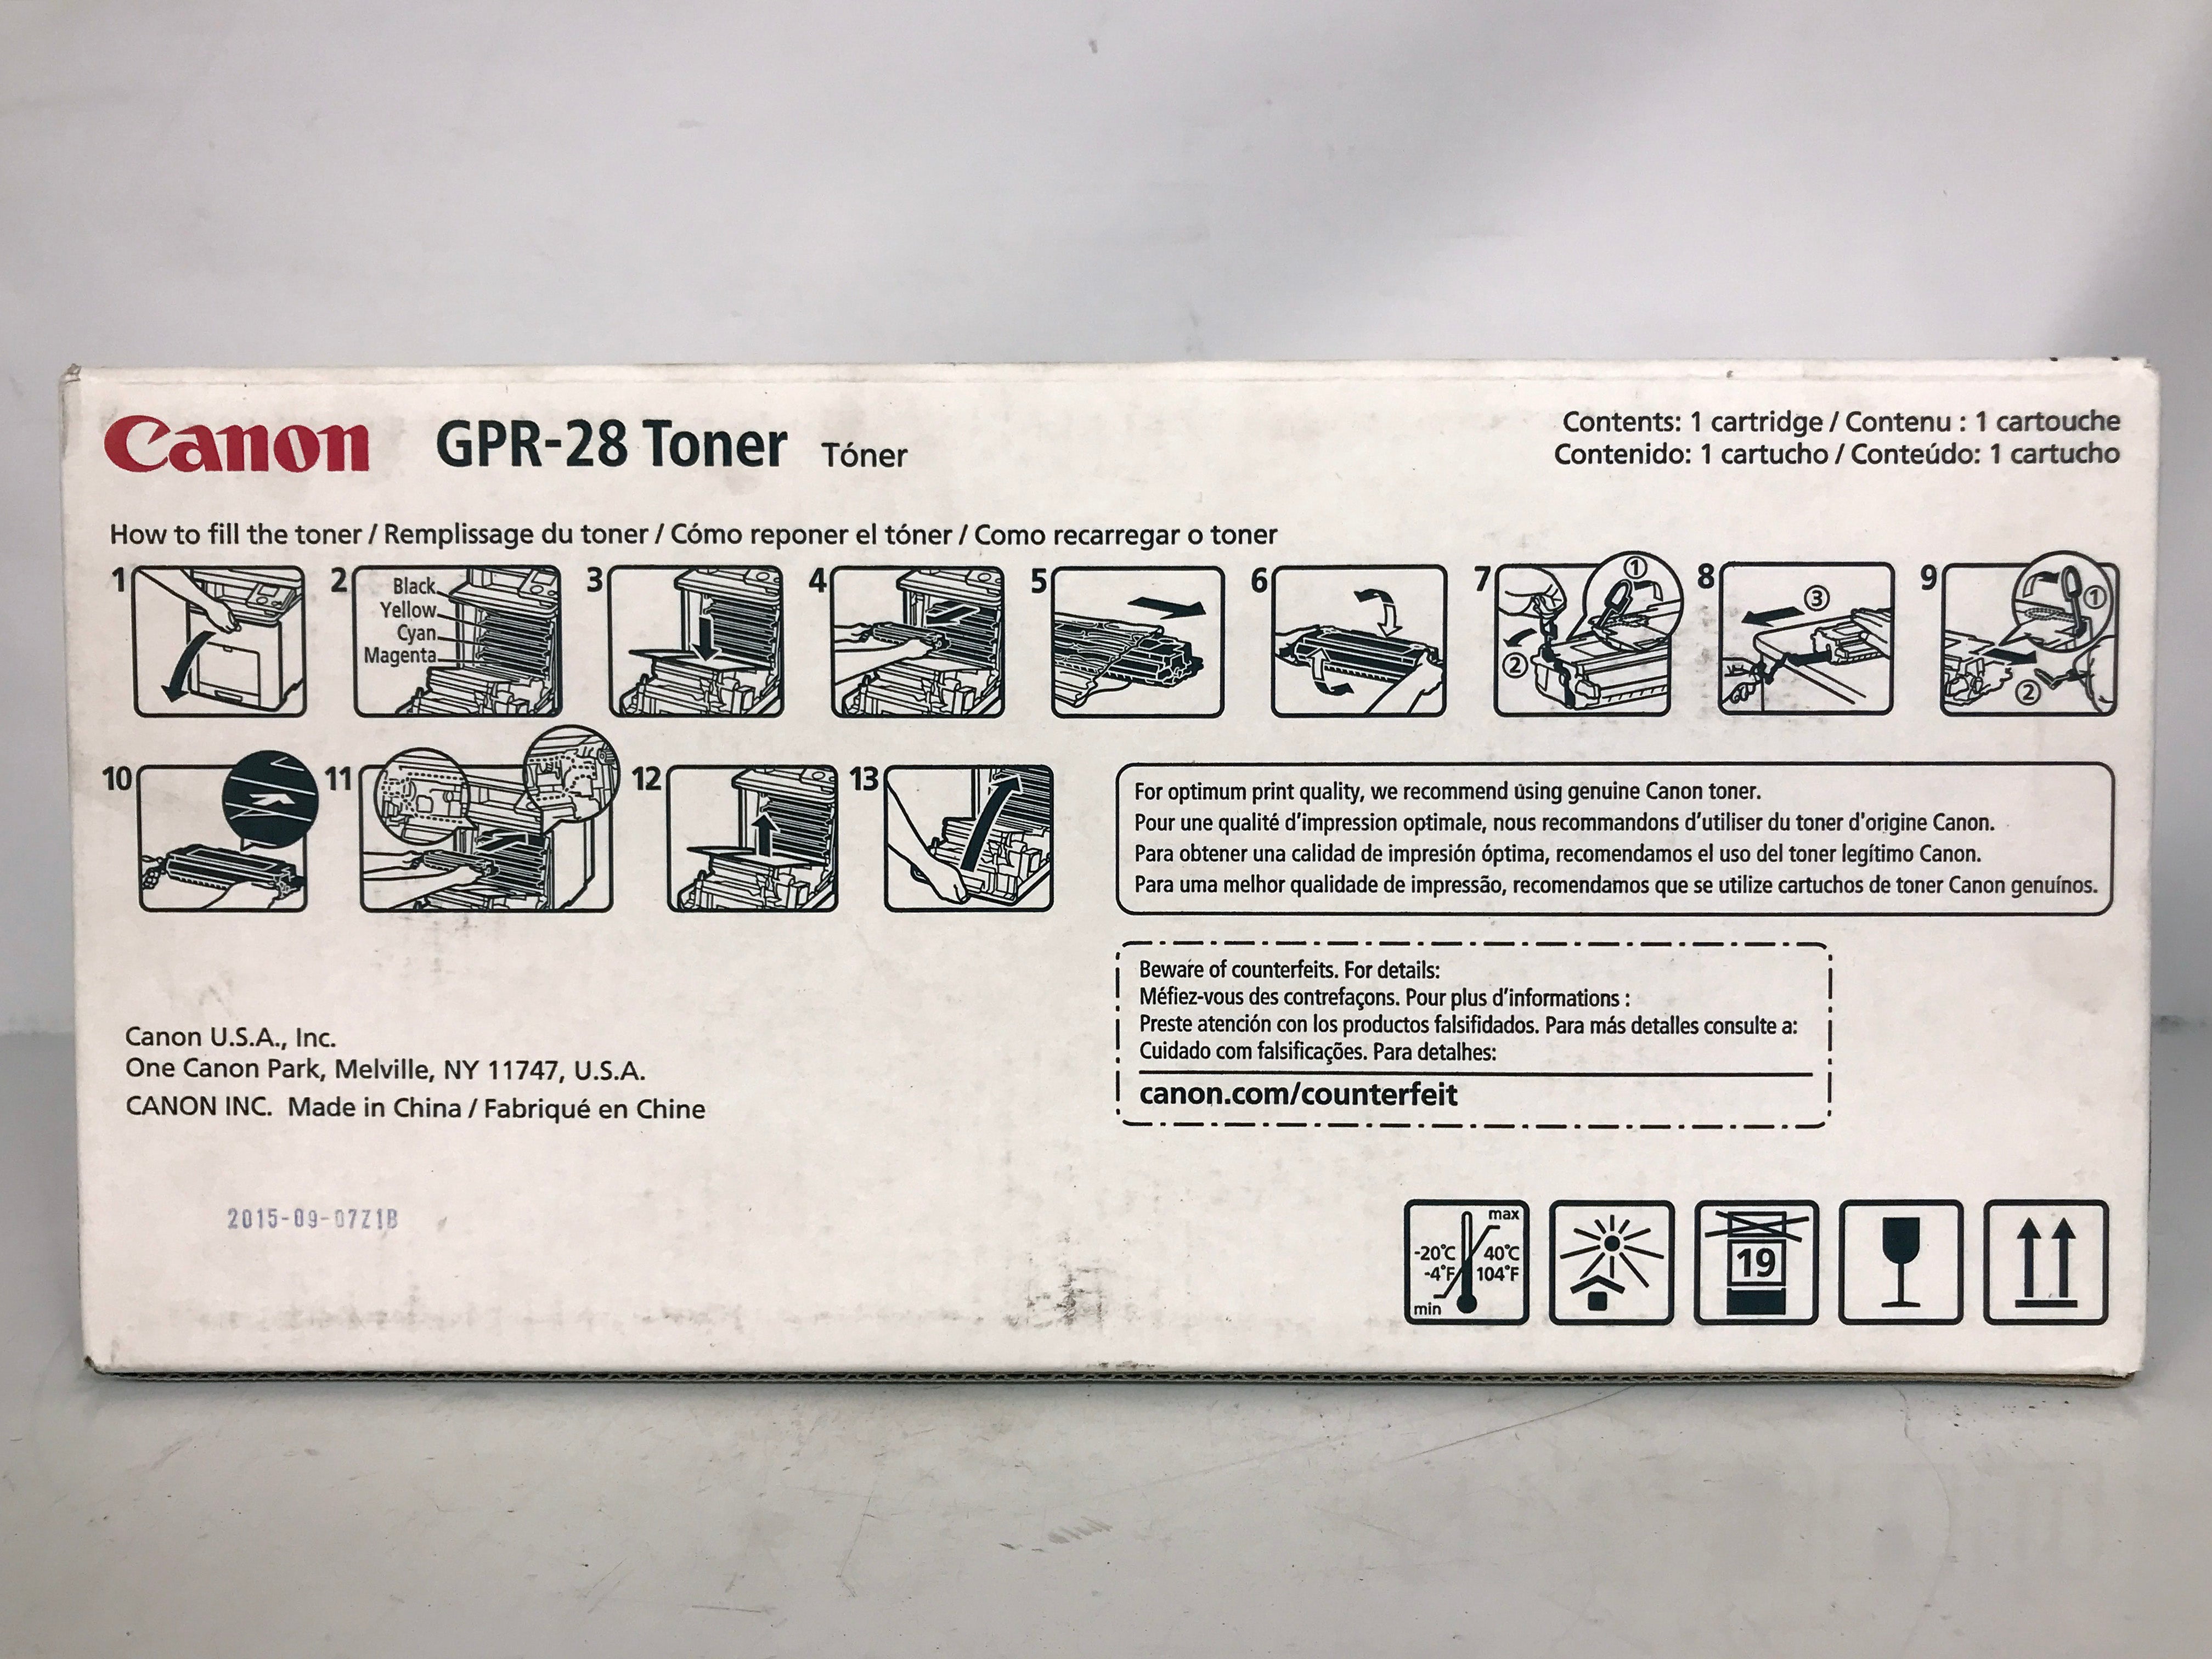 Canon GPR-28 Toner Tóner
Contents: 1 cartridge / Contenu : 1 cartouche
Contenido: 1 cartucho / Conteúdo: 1 cartucho
How to fill the toner / Remplissage du toner / Cómo reponer el tóner / Como recarregar o toner
1
2
Black
Yellow
Cyan
Magenta
3
4
5
6
7
①
②
8
③
9
①
②
10
11
12
13
For optimum print quality, we recommend using genuine Canon toner.
Pour une qualité d'impression optimale, nous recommandons d'utiliser du toner d'origine Canon.
Para obtener una calidad de impresión óptima, recomendamos el uso del toner legítimo Canon.
Para uma melhor qualidade de impressão, recomendamos que se utilize cartuchos de toner Canon genuínos.
Beware of counterfeits. For details:
Méfiez-vous des contrefaçons. Pour plus d'informations :
Preste atención con los productos falsifidados. Para más detalles consulte a:
Cuidado com falsificações. Para detalhes:
canon.com/counterfeit
Canon U.S.A., Inc.
One Canon Park, Melville, NY 11747, U.S.A.
CANON INC. Made in China / Fabriqué en Chine
2015-09-07Z1B
max
-20°C 40°C
-4°F 104°F
min
19